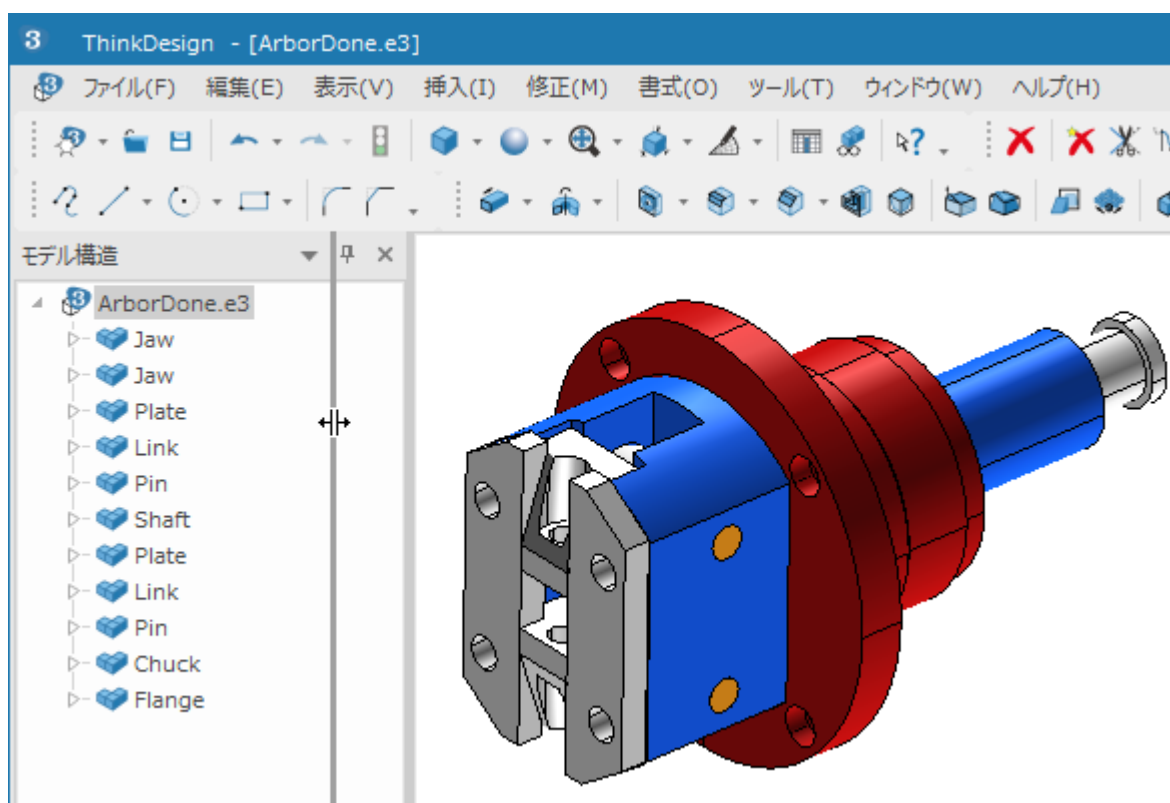 3 ThinkDesign - [ArborDone.e3]
3 ファイル(F) 編集(E) 表示(V) 挿入(I) 修正(M) 書式(O) ツール(T) ウィンドウ(W) ヘルプ(H)
モデル構造
ArborDone.e3
Jaw
Jaw
Plate
Link
Pin
Shaft
Plate
Link
Pin
Chuck
Flange